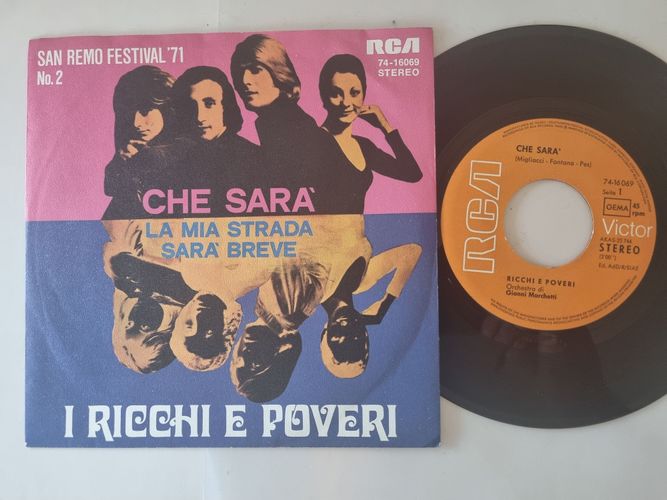 SAN REMO FESTIVAL '71
No. 2
RCA
74-16069
STEREO
CHE SARA'
LA MIA STRADA
SARA' BREVE
I RICCHI E POVERI
RCA
CHE SARA'
(Migliacci - Fontana - Pes)
74-16069
Seite 1
GEMA
45
rpm
Victor
STEREO
RICCHI E POVERI
Orchestra di
Gianni Marchetti